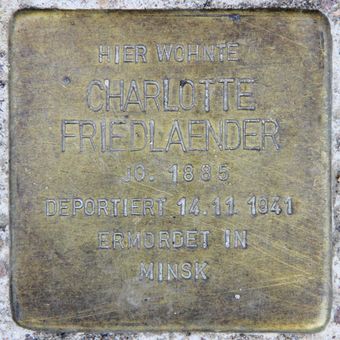 HIER WOHNTE
CHARLOTTE
FRIEDLAENDER
JG. 1885
DEPORTIERT 14.11.1941
ERMORDET IN
MINSK